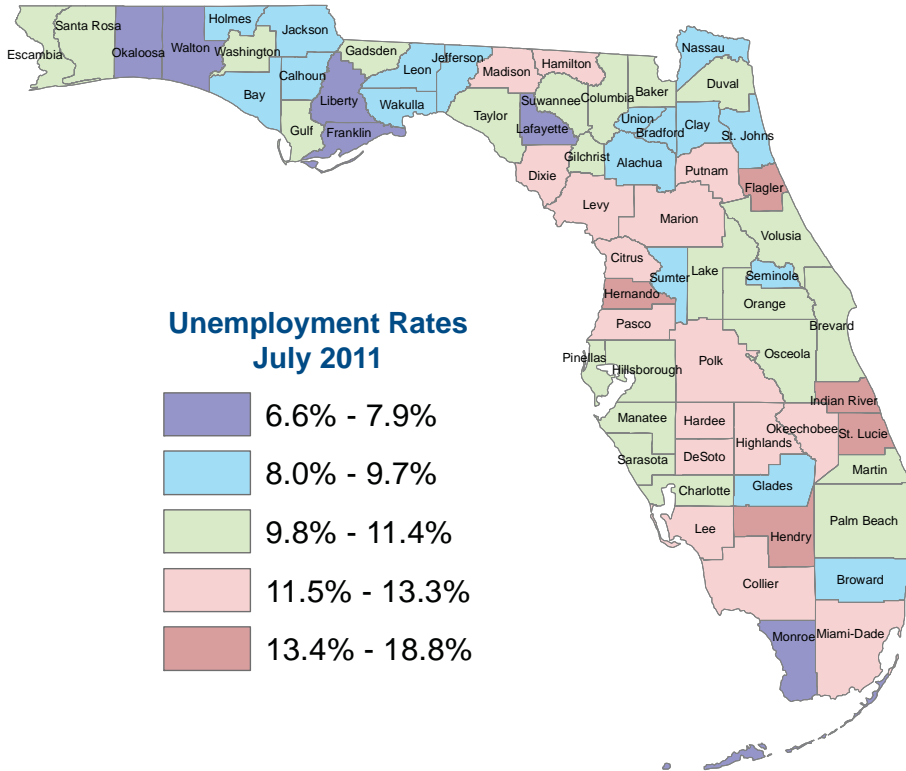 Holmes
Jackson
Santa Rosa
Escambia
Okaloosa
Walton
Washington
Gadsden
Nassau
Calhoun
Leon
Jefferson
Madison
Hamilton
Bay
Liberty
Wakulla
Taylor
Suwannee
Columbia
Baker
Duval
Gulf
Franklin
Lafayette
Union
Bradford
Clay
St. Johns
Gilchrist
Alachua
Dixie
Putnam
Flagler
Levy
Marion
Volusia
Citrus
Sumter
Lake
Seminole
Hernando
Orange
Unemployment Rates
July 2011
Pasco
Brevard
Pinellas
Hillsborough
Polk
Osceola
6.6% - 7.9%
Indian River
Manatee
Hardee
Highlands
Okeechobee
St. Lucie
8.0% - 9.7%
Sarasota
DeSoto
Martin
Charlotte
Glades
9.8% - 11.4%
Lee
Hendry
Palm Beach
11.5% - 13.3%
Collier
Broward
13.4% - 18.8%
Monroe
Miami-Dade